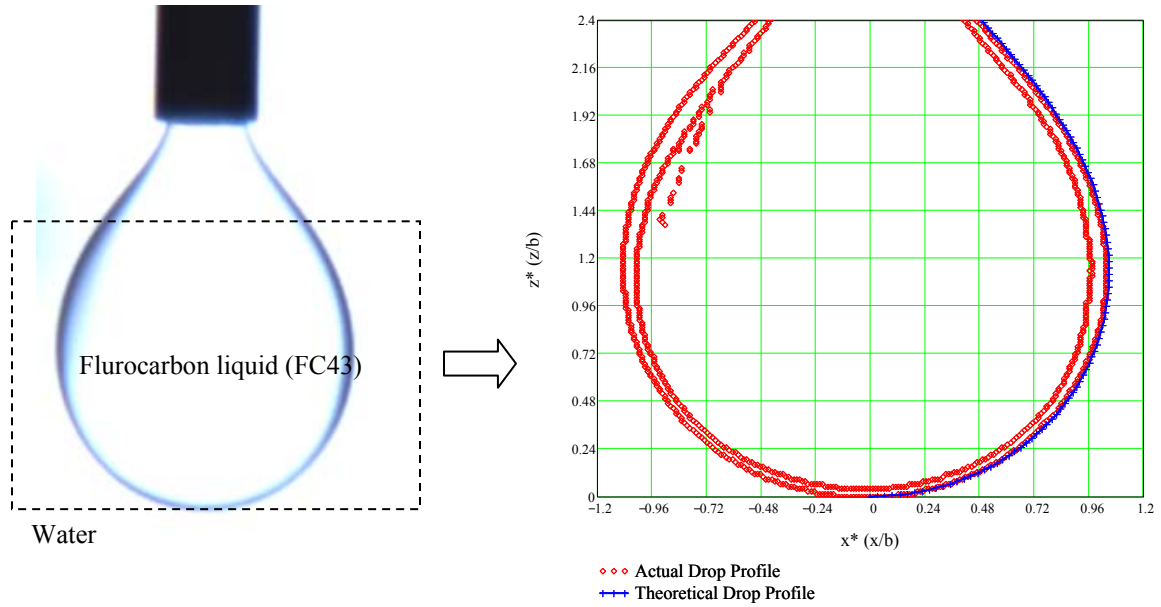 Flurocarbon liquid (FC43)
Water
2.4
2.16
1.92
1.68
1.44
1.2
0.96
0.72
0.48
0.24
0
z* (z/b)
−1.2 −0.96 −0.72 −0.48 −0.24 0 0.24 0.48 0.72 0.96 1.2
x* (x/b)
Actual Drop Profile
Theoretical Drop Profile